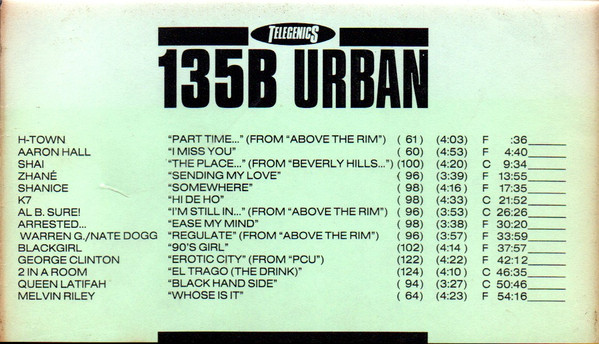 TELEGENICS
135B URBAN
H-TOWN "PART TIME..." (FROM "ABOVE THE RIM") ( 61) (4:03) F :36
AARON HALL "I MISS YOU" ( 60) (4:53) F 4:40
SHAI "THE PLACE..." (FROM "BEVERLY HILLS...") (100) (4:20) C 9:34
ZHANÉ "SENDING MY LOVE" ( 96) (3:39) F 13:55
SHANICE "SOMEWHERE" ( 98) (4:16) F 17:35
K7 "HI DE HO" ( 98) (4:33) C 21:52
AL B. SURE! "I'M STILL IN..." (FROM "ABOVE THE RIM") ( 96) (3:53) C 26:26
ARRESTED... "EASE MY MIND" ( 98) (3:38) F 30:20
WARREN G./NATE DOGG "REGULATE" (FROM "ABOVE THE RIM") ( 96) (3:57) F 33:59
BLACKGIRL "90'S GIRL" (102) (4:14) F 37:57
GEORGE CLINTON "EROTIC CITY" (FROM "PCU") (122) (4:22) F 42:12
2 IN A ROOM "EL TRAGO (THE DRINK)" (124) (4:10) C 46:35
QUEEN LATIFAH "BLACK HAND SIDE" ( 94) (3:27) C 50:46
MELVIN RILEY "WHOSE IS IT" ( 64) (4:23) F 54:16